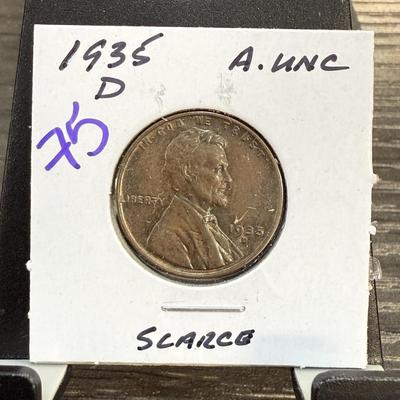 1935 A. UNC
D
75
IN GOD WE TRUST
LIBERTY
1935
D
SCARCE